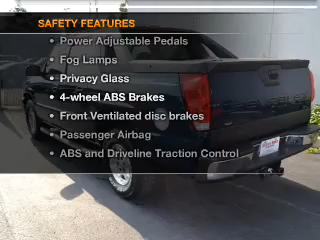 SAFETY FEATURES
• Power Adjustable Pedals
• Fog Lamps
• Privacy Glass
• 4-wheel ABS Brakes
• Front Ventilated disc brakes
• Passenger Airbag
• ABS and Driveline Traction Control